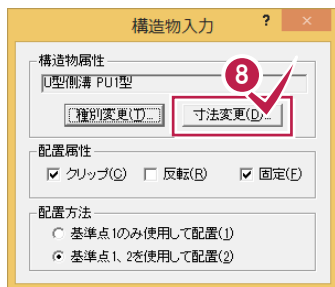 構造物入力 ? ×
構造物属性
U型側溝 PU1型
8
種別変更(T)... 寸法変更(D)...
配置属性
クリップ(C) 反転(R) 固定(F)
配置方法
基準点1のみ使用して配置(1)
基準点1、2を使用して配置(2)